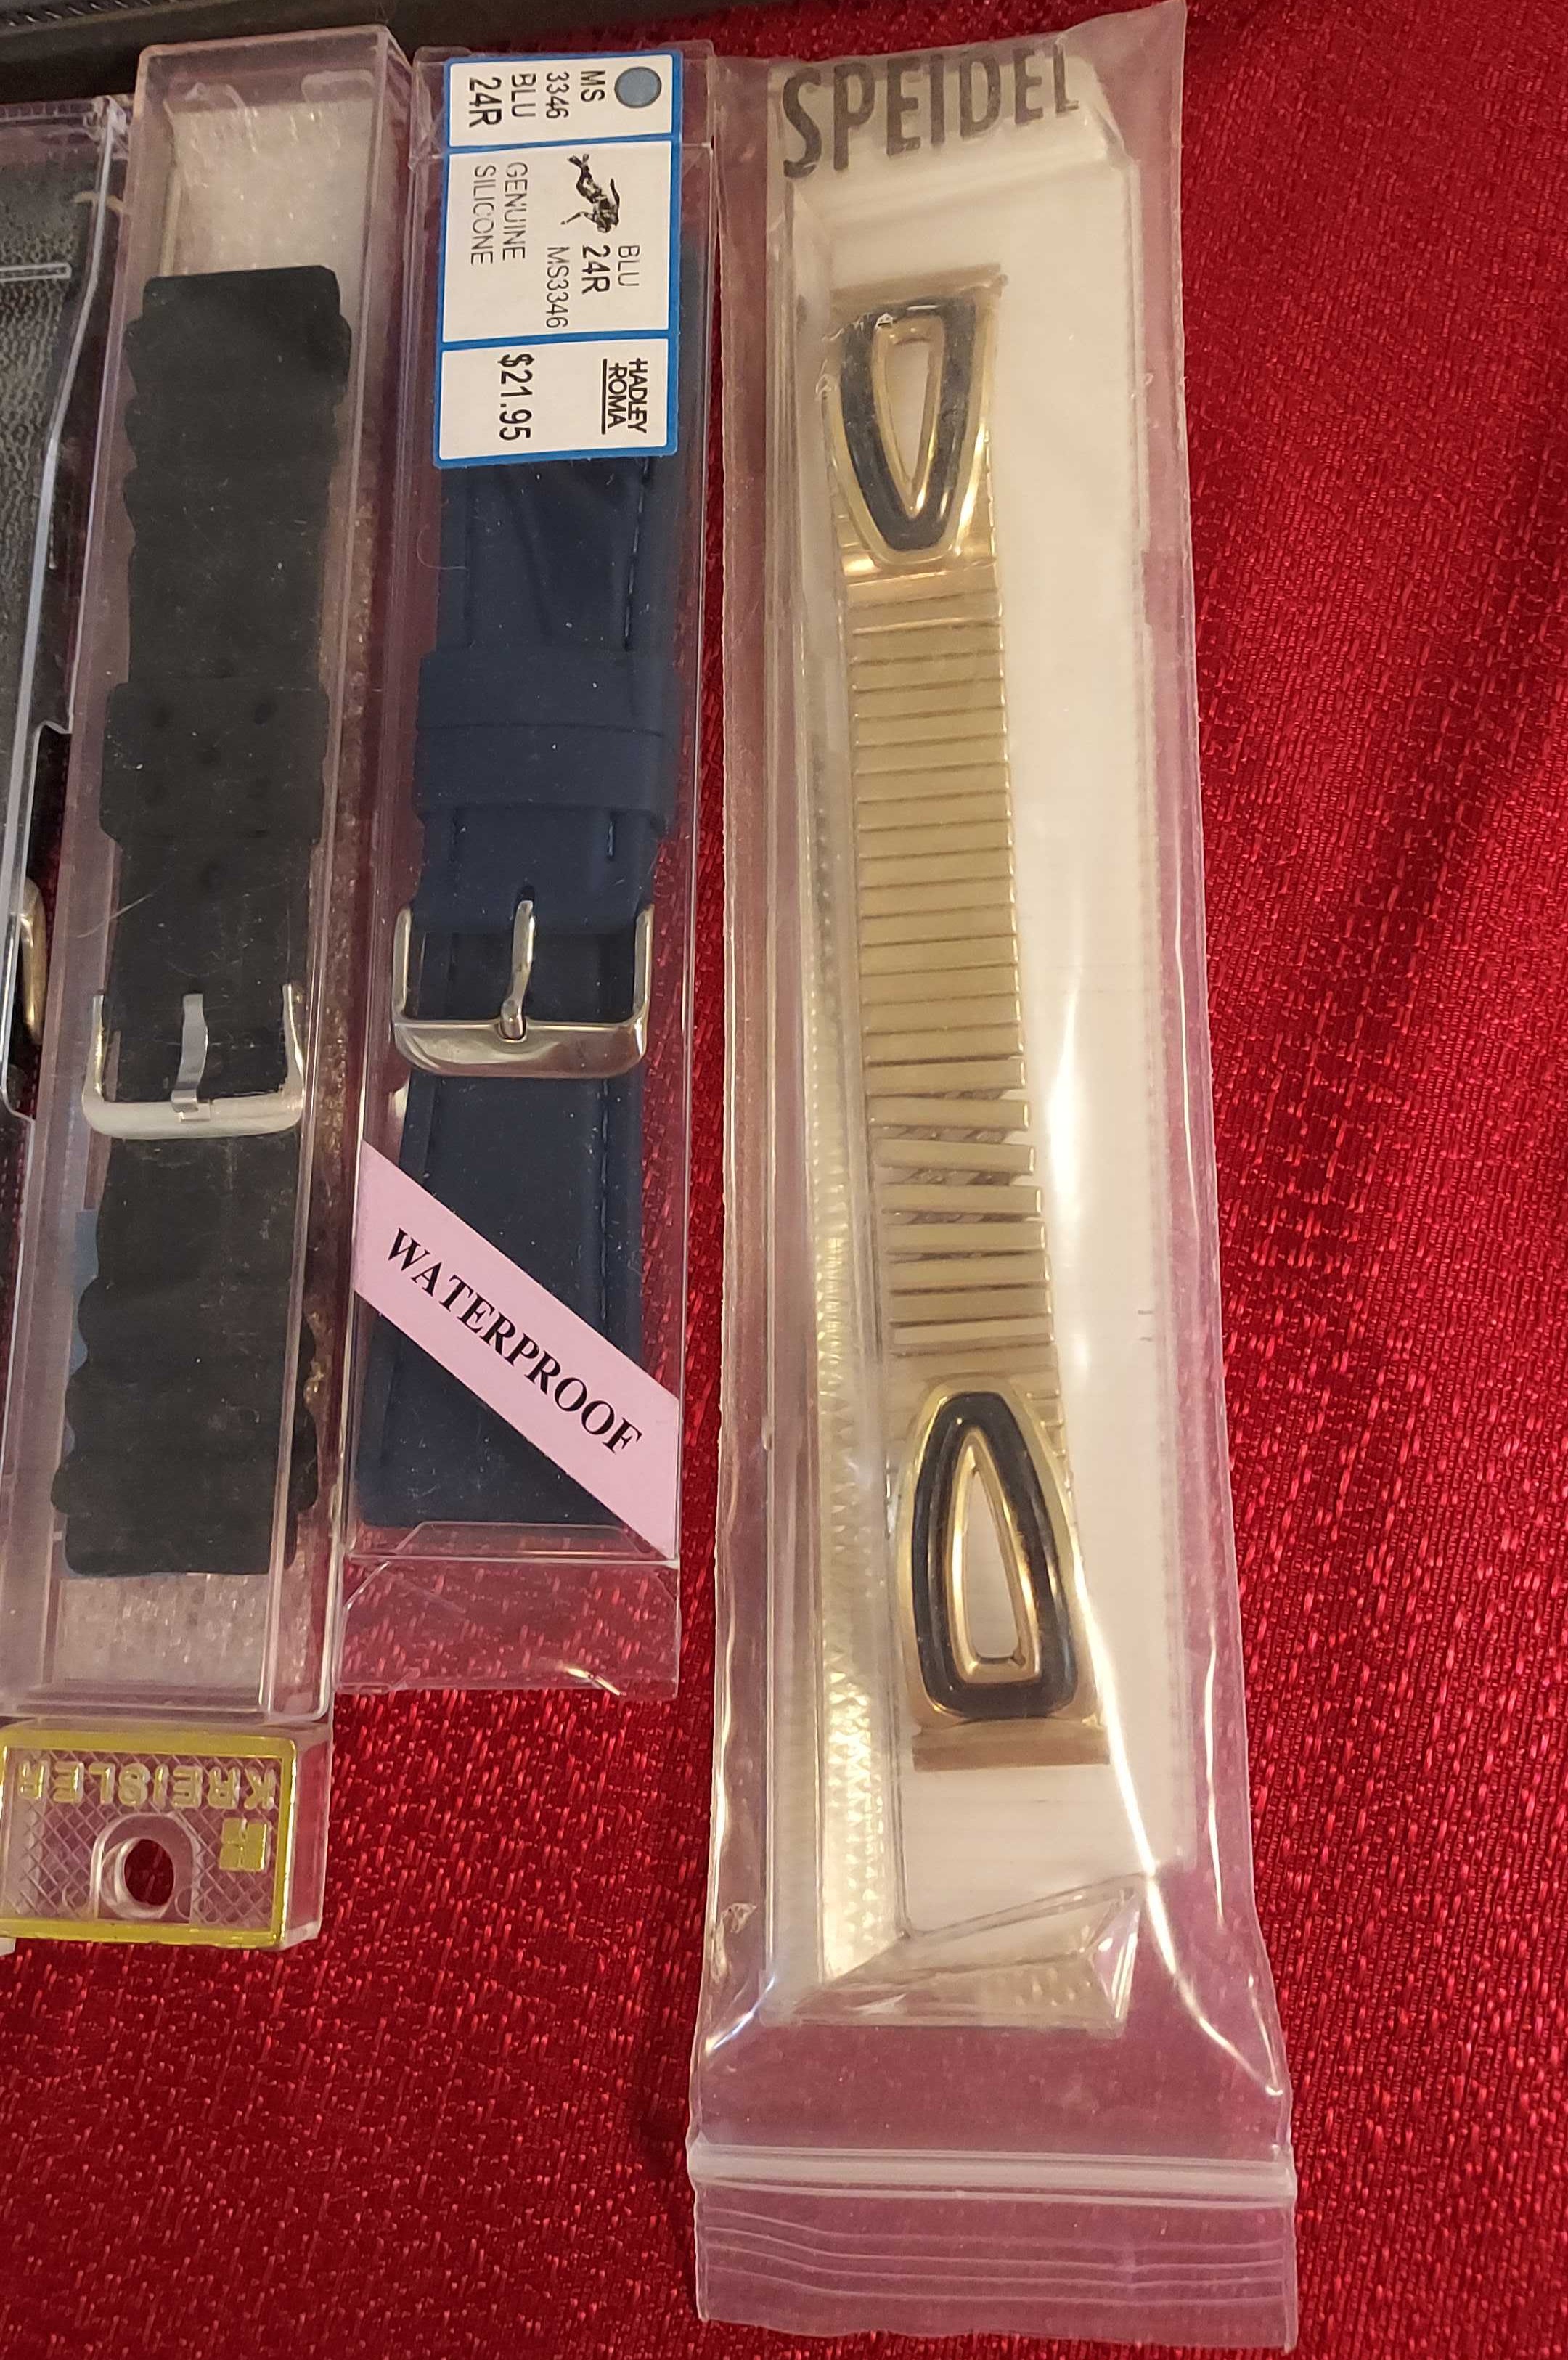 MS
3346
BLU
24R
BLU
24R
MS3346
GENUINE
SILICONE
HADLEY
-ROMA
$21.95
WATERPROOF
SPEIDEL
KREISLER